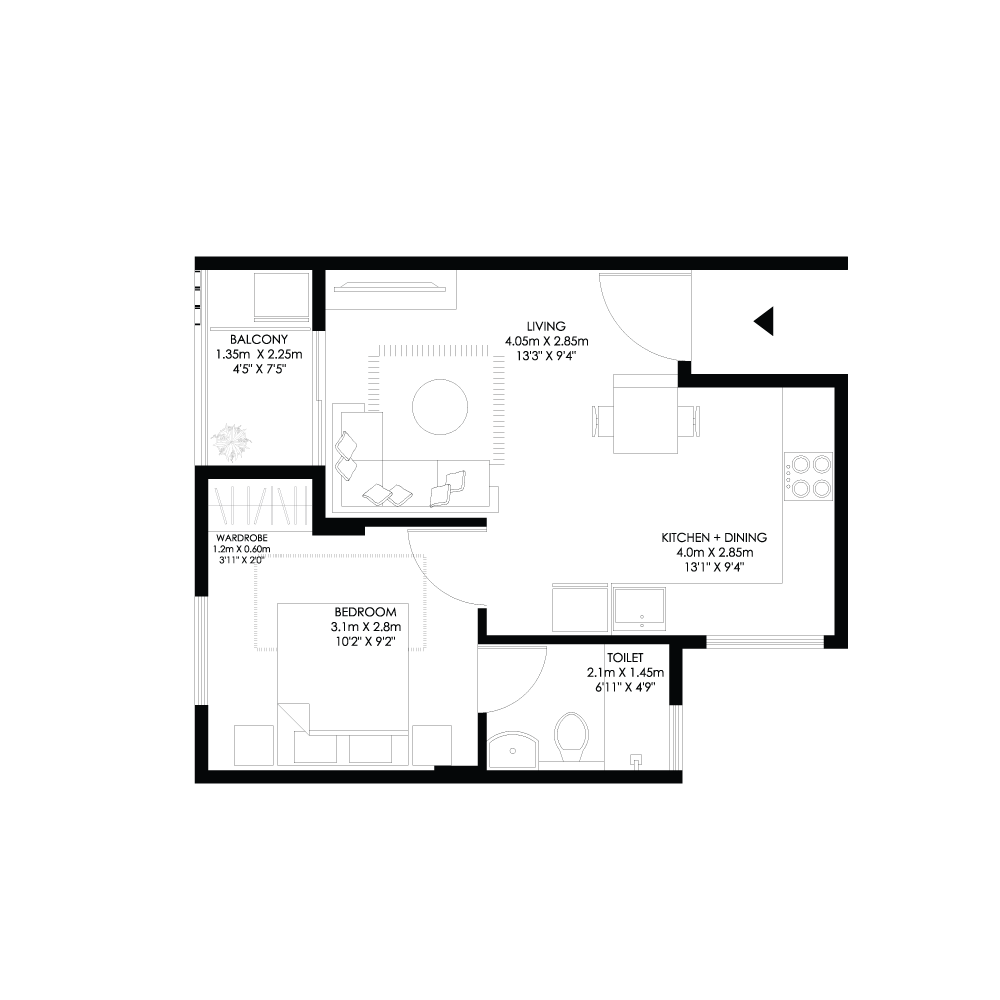 LIVING
4.05m X 2.85m
13'3" X 9'4"
BALCONY
1.35m X 2.25m
4'5" X 7'5"
KITCHEN + DINING
4.0m X 2.85m
13'1" X 9'4"
WARDROBE
1.2m X 0.60m
3'11" X 2'0"
BEDROOM
3.1m X 2.8m
10'2" X 9'2"
TOILET
2.1m X 1.45m
6'11" X 4'9"